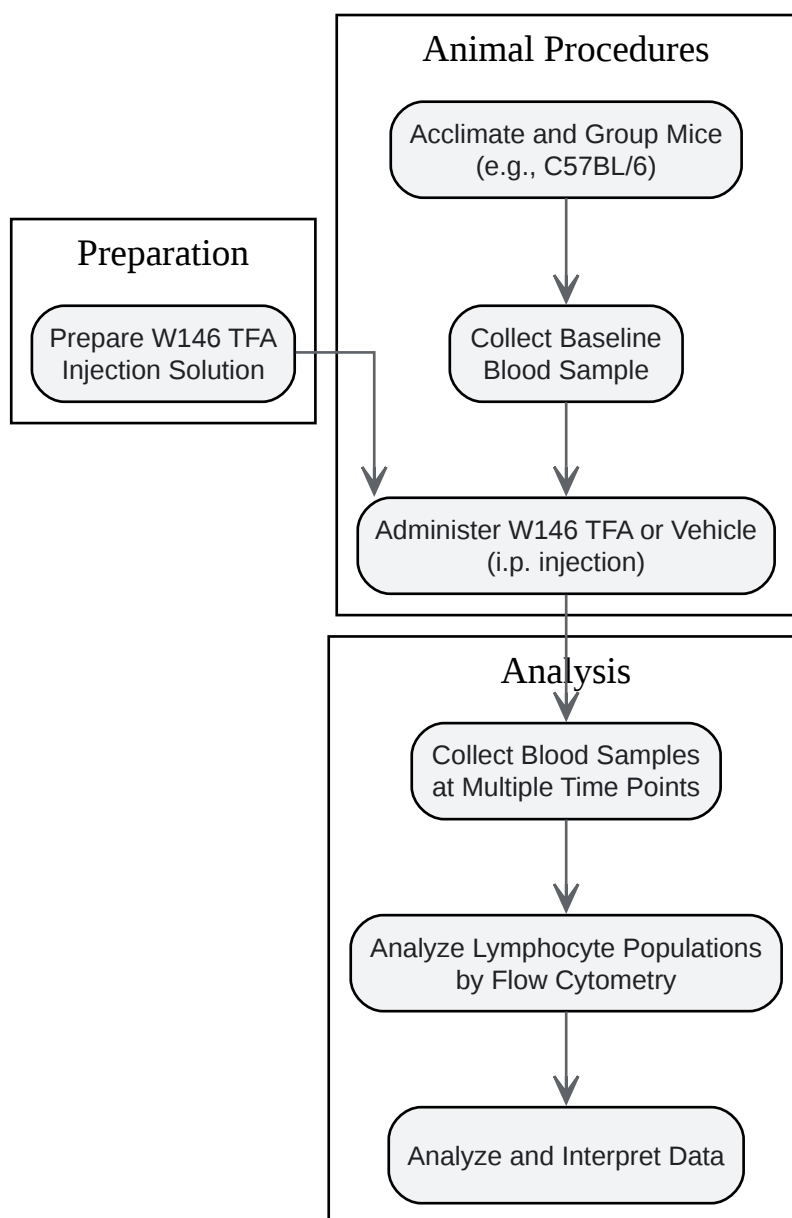 Animal Procedures
Acclimate and Group Mice
(e.g., C57BL/6)
Preparation
Prepare W146 TFA
Injection Solution
Collect Baseline
Blood Sample
Administer W146 TFA or Vehicle
(i.p. injection)
Analysis
Collect Blood Samples
at Multiple Time Points
Analyze Lymphocyte Populations
by Flow Cytometry
Analyze and Interpret Data